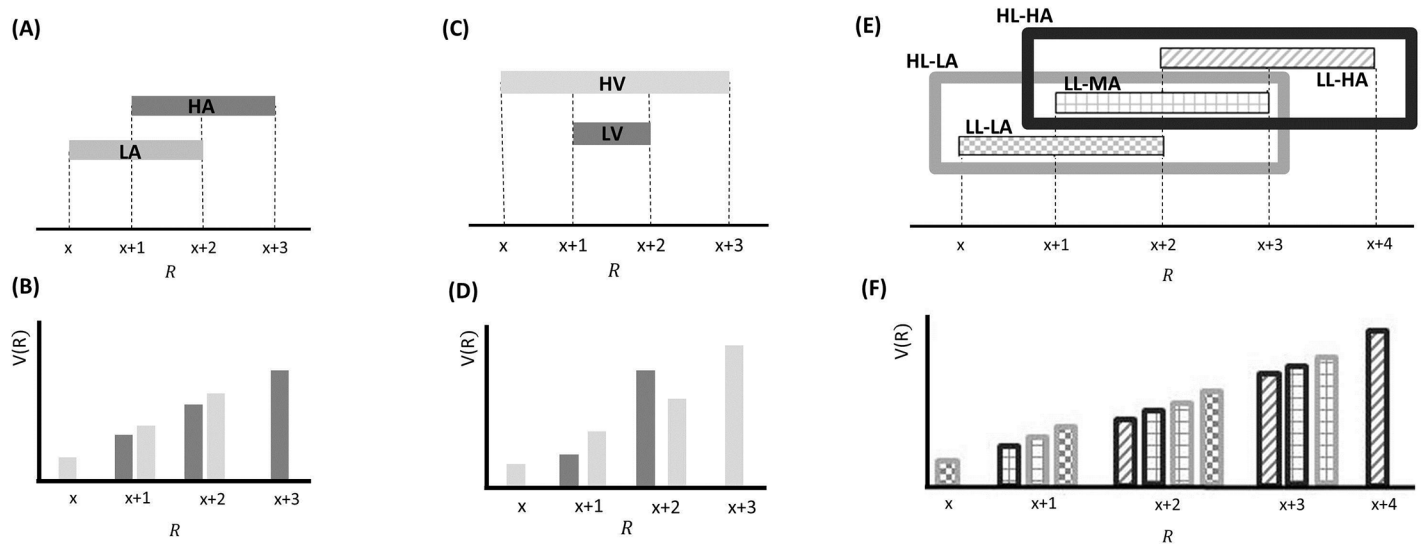 (A)
HA
LA
x x+1 x+2 x+3
R
(B)
V(R)
x x+1 x+2 x+3
R
(C)
HV
LV
x x+1 x+2 x+3
R
(D)
x x+1 x+2 x+3
R
(E)
HL-HA
HL-LA
LL-HA
LL-MA
LL-LA
x x+1 x+2 x+3 x+4
R
(F)
V(R)
x x+1 x+2 x+3 x+4
R